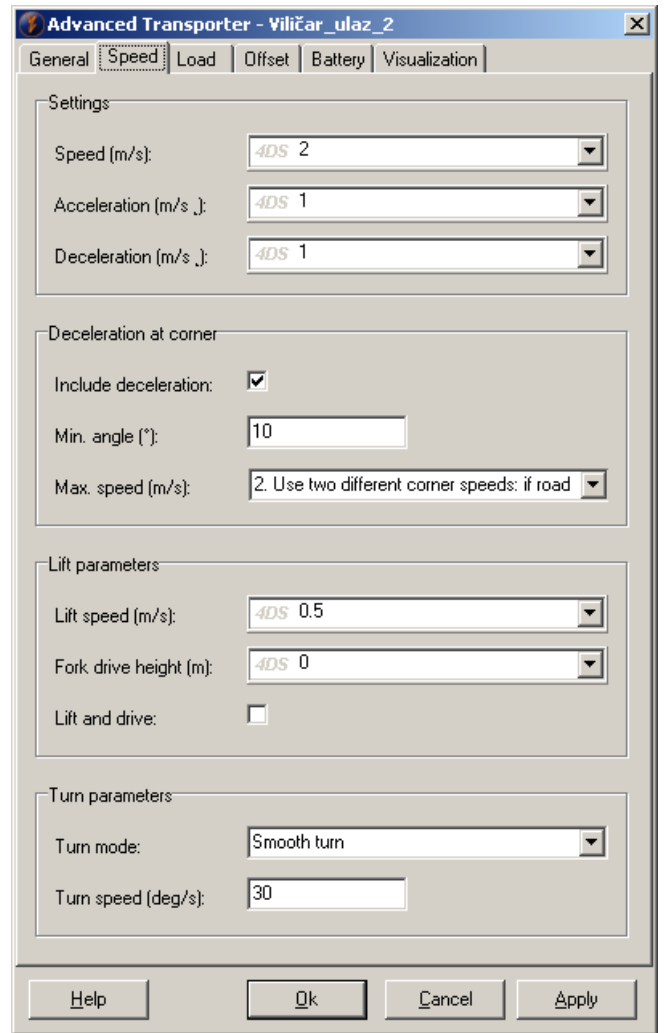 Advanced Transporter - Viličar_ulaz_2
General Speed Load Offset Battery Visualization
Settings
Speed (m/s): 4DS 2
Acceleration (m/s ̡): 4DS 1
Deceleration (m/s ̡): 4DS 1
Deceleration at corner
Include deceleration:
Min. angle (°): 10
Max. speed (m/s): 2. Use two different corner speeds: if road
Lift parameters
Lift speed (m/s): 4DS 0.5
Fork drive height (m): 4DS 0
Lift and drive:
Turn parameters
Turn mode: Smooth turn
Turn speed (deg/s): 30
Help Ok Cancel Apply